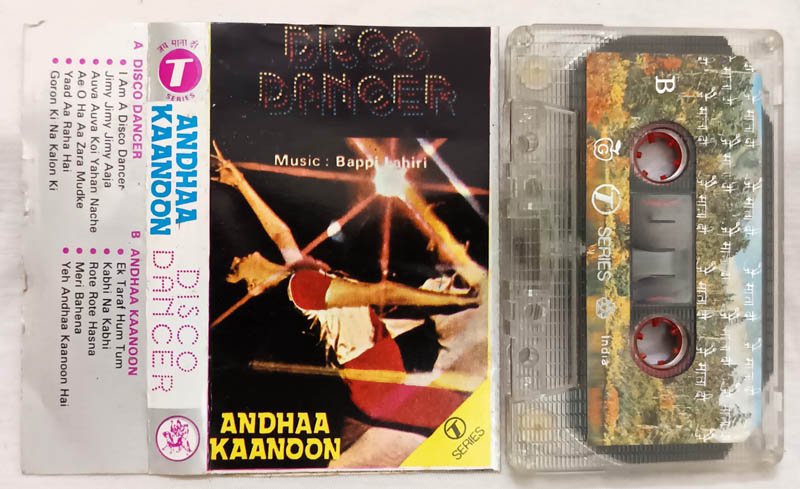 A DISCO DANCER
I Am A Disco Dancer
Jimy Jimy Jimy Aaja
Auva Auva Koi Yahan Nache
Ae O Ha Aa Zara Mudke
Yaad Aa Raha Hai
Goron Ki Na Kalon Ki
B ANDHAA KAANOON
Ek Taraf Hum Tum
Kabhi Na Kabhi
Rote Rote Hasna
Meri Bahena
Yeh Andhaa Kaanoon Hai
जय माता दी
T
SERIES
ANDHAA
KAANOON
DISCO
DANCER
DISCO
DANCER
Music : Bappi Lahiri
ANDHAA
KAANOON
T
SERIES
B
T
SERIES
India